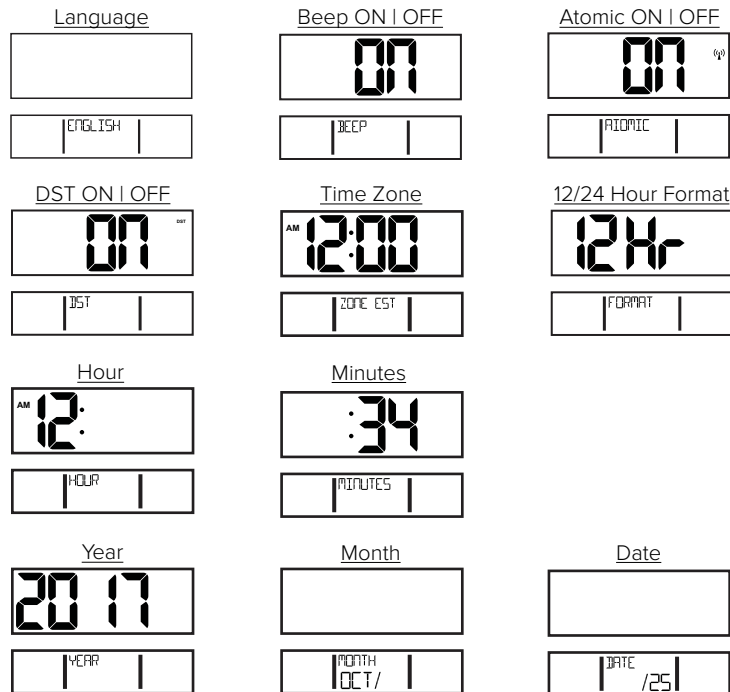 Language
ENGLISH
Beep ON | OFF
ON
BEEP
Atomic ON | OFF
ON
ATOMIC
DST ON | OFF
ON
DST
DST
Time Zone
AM 12:00
ZONE EST
12/24 Hour Format
12Hr
FORMAT
Hour
AM 12:
HOUR
Minutes
:34
MINUTES
Year
2017
YEAR
Month
MONTH
OCT/
Date
DATE
/25